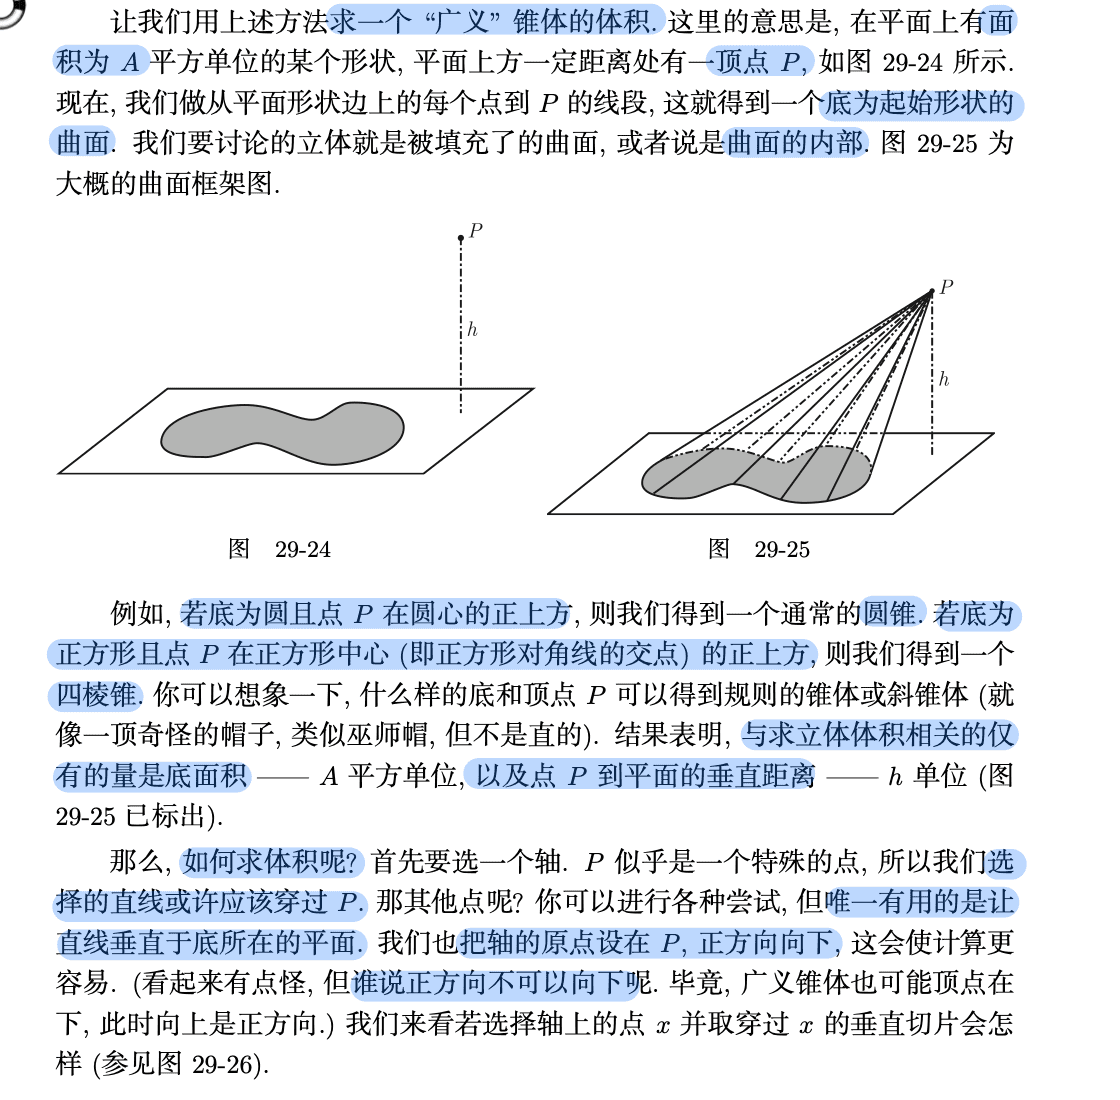 让我们用上述方法求一个“广义”锥体的体积. 这里的意思是, 在平面上有面
积为 A 平方单位的某个形状, 平面上方一定距离处有一顶点 P, 如图 29-24 所示.
现在, 我们做从平面形状边上的每个点到 P 的线段, 这就得到一个底为起始形状的
曲面. 我们要讨论的立体就是被填充了的曲面, 或者说是曲面的内部. 图 29-25 为
大概的曲面框架图.
P
h
P
h
图 29-24
图 29-25
例如, 若底为圆且点 P 在圆心的正上方, 则我们得到一个通常的圆锥. 若底为
正方形且点 P 在正方形中心 (即正方形对角线的交点) 的正上方, 则我们得到一个
四棱锥. 你可以想象一下, 什么样的底和顶点 P 可以得到规则的锥体或斜锥体 (就
像一顶奇怪的帽子, 类似巫师帽, 但不是直的). 结果表明, 与求立体体积相关的仅
有的量是底面积 —— A 平方单位, 以及点 P 到平面的垂直距离 —— h 单位 (图
29-25 已标出).
那么, 如何求体积呢? 首先要选一个轴. P 似乎是一个特殊的点, 所以我们选
择的直线或许应该穿过 P. 那其他点呢? 你可以进行各种尝试, 但唯一有用的是让
直线垂直于底所在的平面. 我们也把轴的原点设在 P, 正方向向下, 这会使计算更
容易. (看起来有点怪, 但谁说正方向不可以向下呢. 毕竟, 广义锥体也可能顶点在
下, 此时向上是正方向.) 我们来看若选择轴上的点 x 并取穿过 x 的垂直切片会怎
样 (参见图 29-26).